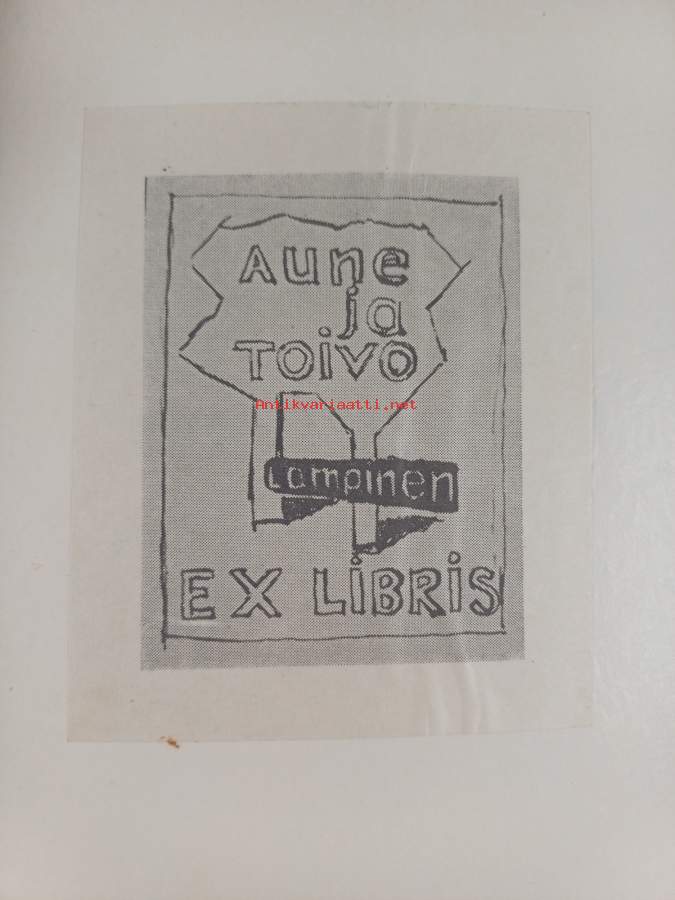 Aune
ja
TOiVO
Antikvariaatti.net
Lampinen
EX LiBRiS